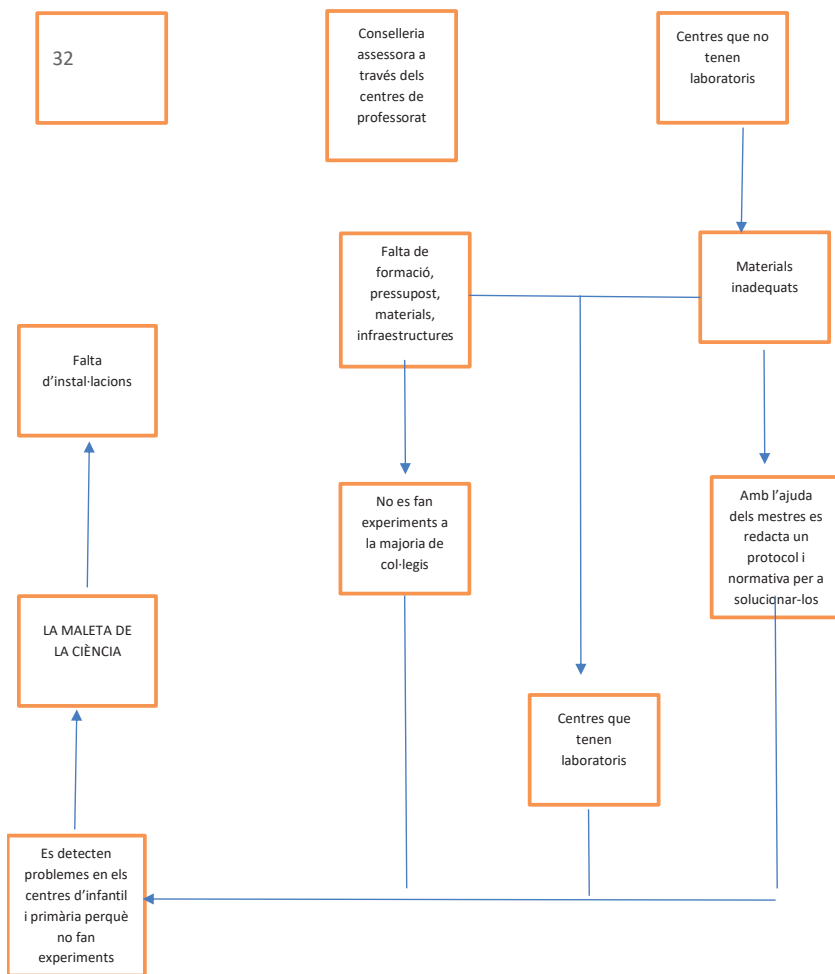 32
Conselleria
assessora a
través dels
centres de
professorat
Centres que no
tenen
laboratoris
Falta de
formació,
pressupost,
materials,
infraestructures
Materials
inadequats
Falta
d’instal·lacions
No es fan
experiments a
la majoria de
col·legis
Amb l’ajuda
dels mestres es
redacta un
protocol i
normativa per a
solucionar-los
LA MALETA DE
LA CIÈNCIA
Centres que
tenen
laboratoris
Es detecten
problemes en els
centres d’infantil
i primària perquè
no fan
experiments